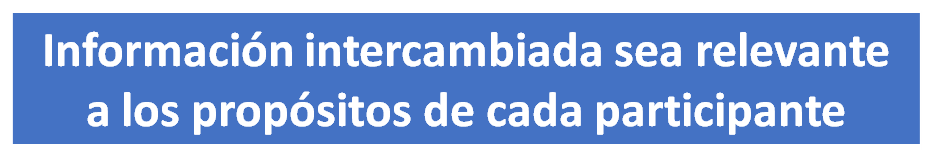 Información intercambiada sea relevante
a los propósitos de cada participante